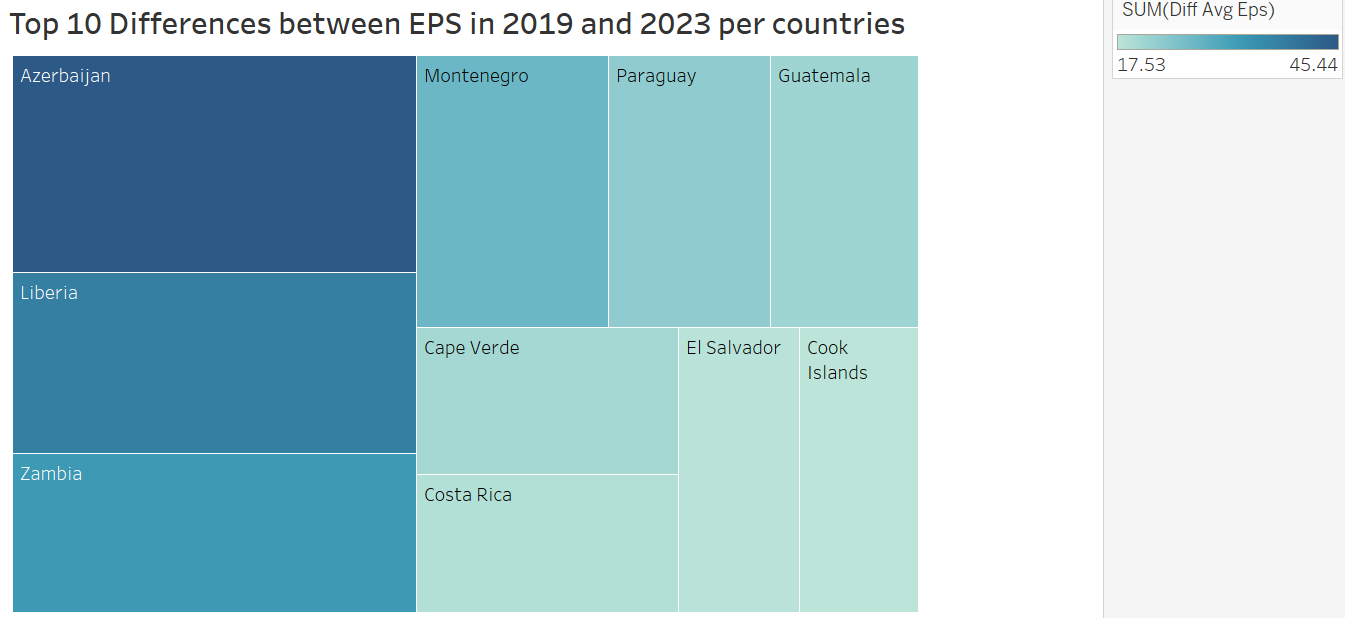 Top 10 Differences between EPS in 2019 and 2023 per countries
SUM(Diff Avg Eps)
17.53 45.44
Azerbaijan
Montenegro
Paraguay
Guatemala
Liberia
Cape Verde
El Salvador
Cook
Islands
Zambia
Costa Rica